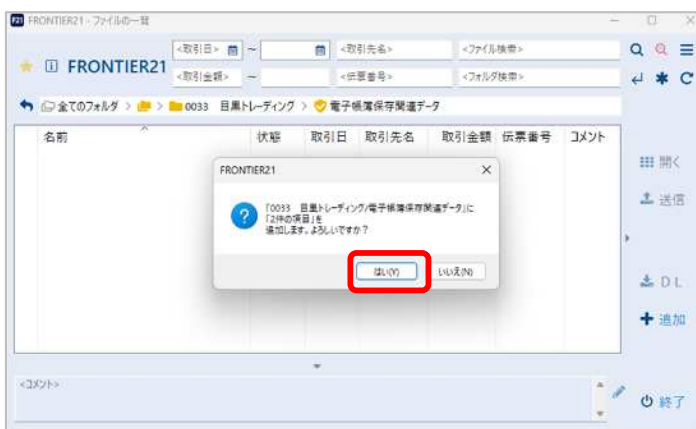 F21 FRONTIER21 - ファイルの一覧
<取引日> ~ <取引先名> <ファイル検索>
FRONTIER21
<取引金額> ~ <伝票番号> <フォルダ検索>
全てのフォルダ > > 0033 目黒トレーディング > 電子帳簿保存関連データ
名前 状態 取引日 取引先名 取引金額 伝票番号 コメント
開く
送信
DL
追加
FRONTIER21
「0033 目黒トレーディング/電子帳簿保存関連データ」に
「2件の項目」を
追加します。よろしいですか？
はい(Y) いいえ(N)
<コメント>
終了